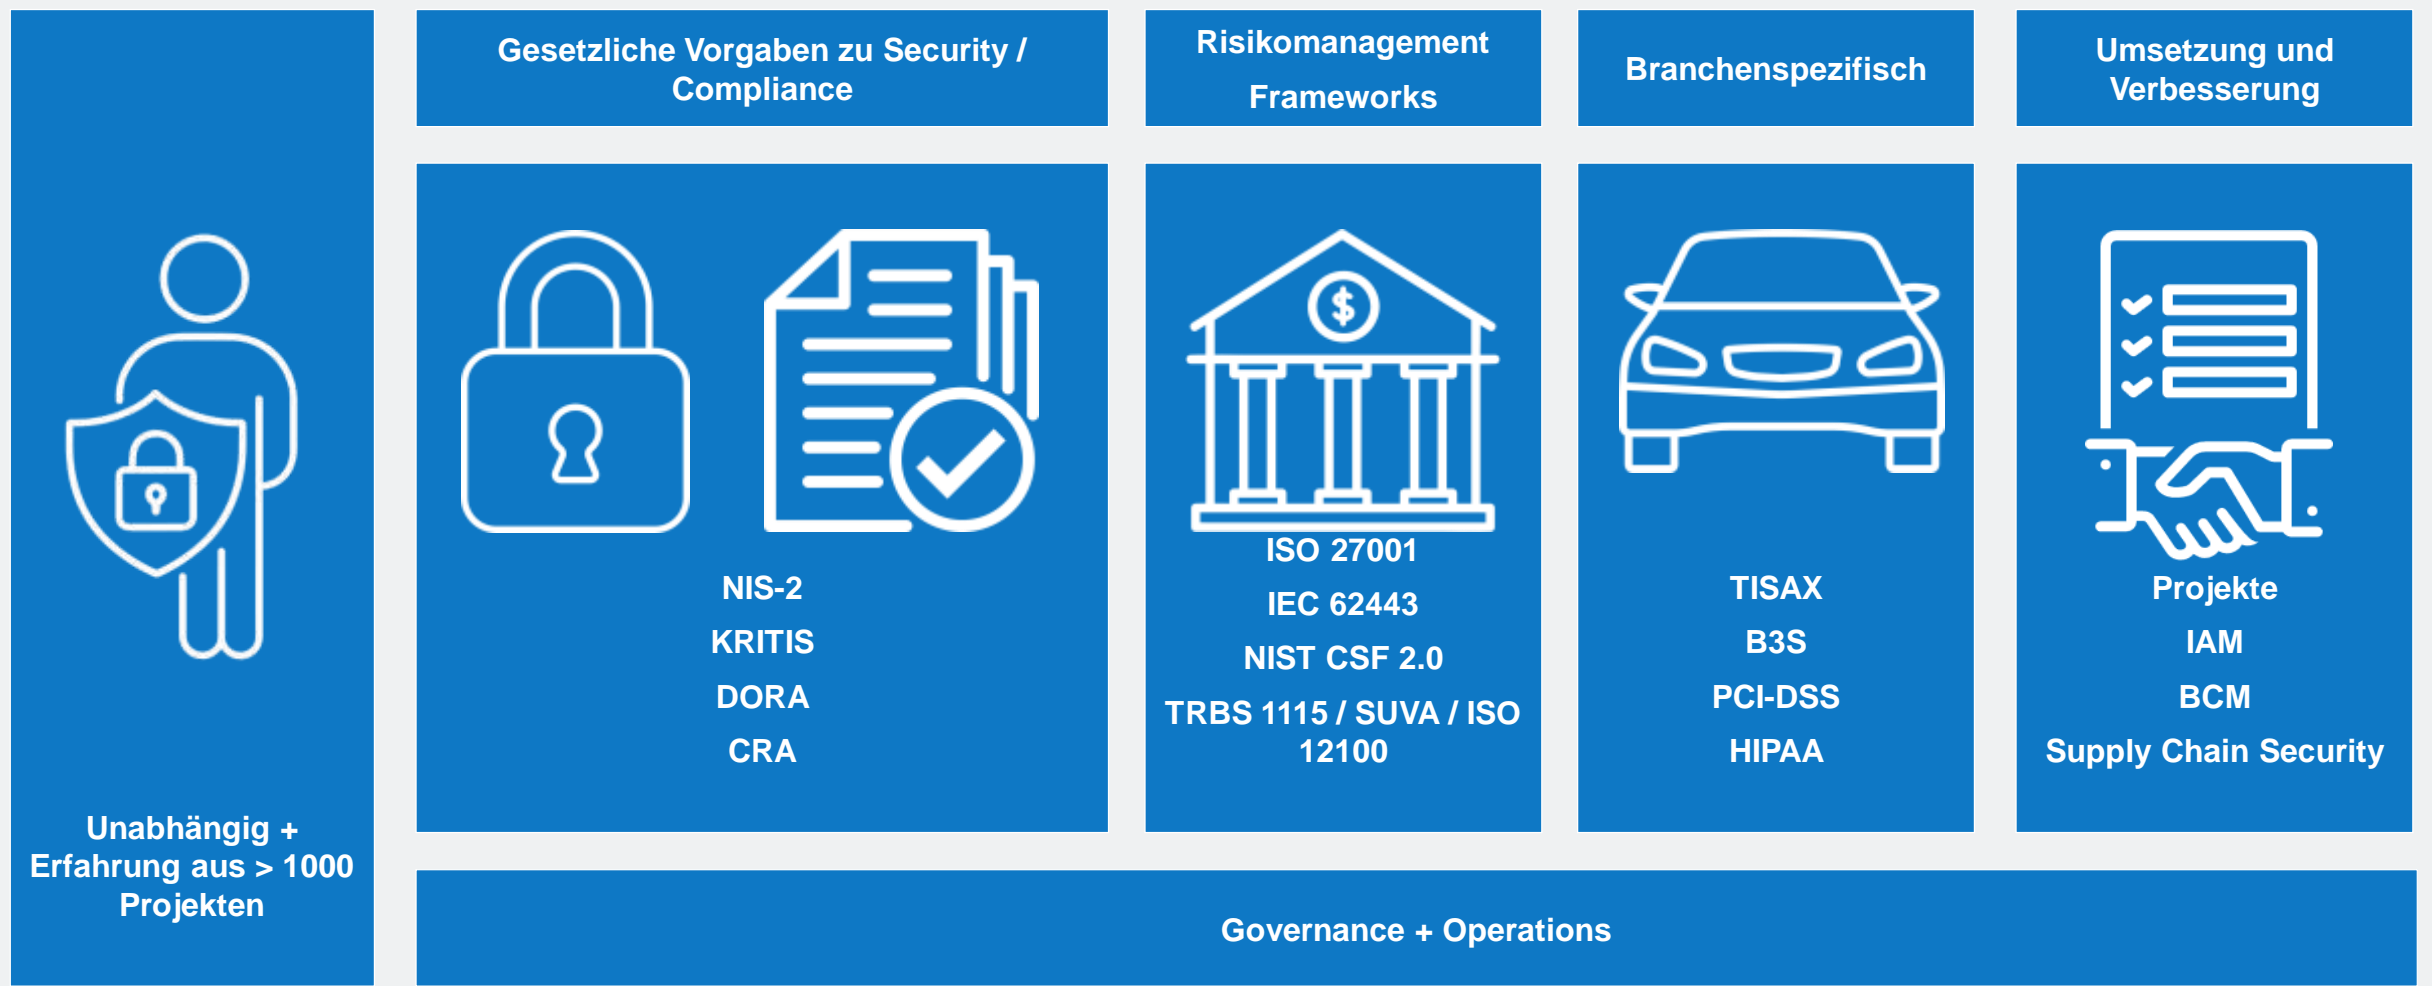 Gesetzliche Vorgaben zu Security /
Compliance
Risikomanagement
Frameworks
Branchenspezifisch
Umsetzung und
Verbesserung
$
NIS-2
KRITIS
DORA
CRA
ISO 27001
IEC 62443
NIST CSF 2.0
TRBS 1115 / SUVA / ISO
12100
TISAX
B3S
PCI-DSS
HIPAA
Projekte
IAM
BCM
Supply Chain Security
Unabhängig +
Erfahrung aus > 1000
Projekten
Governance + Operations